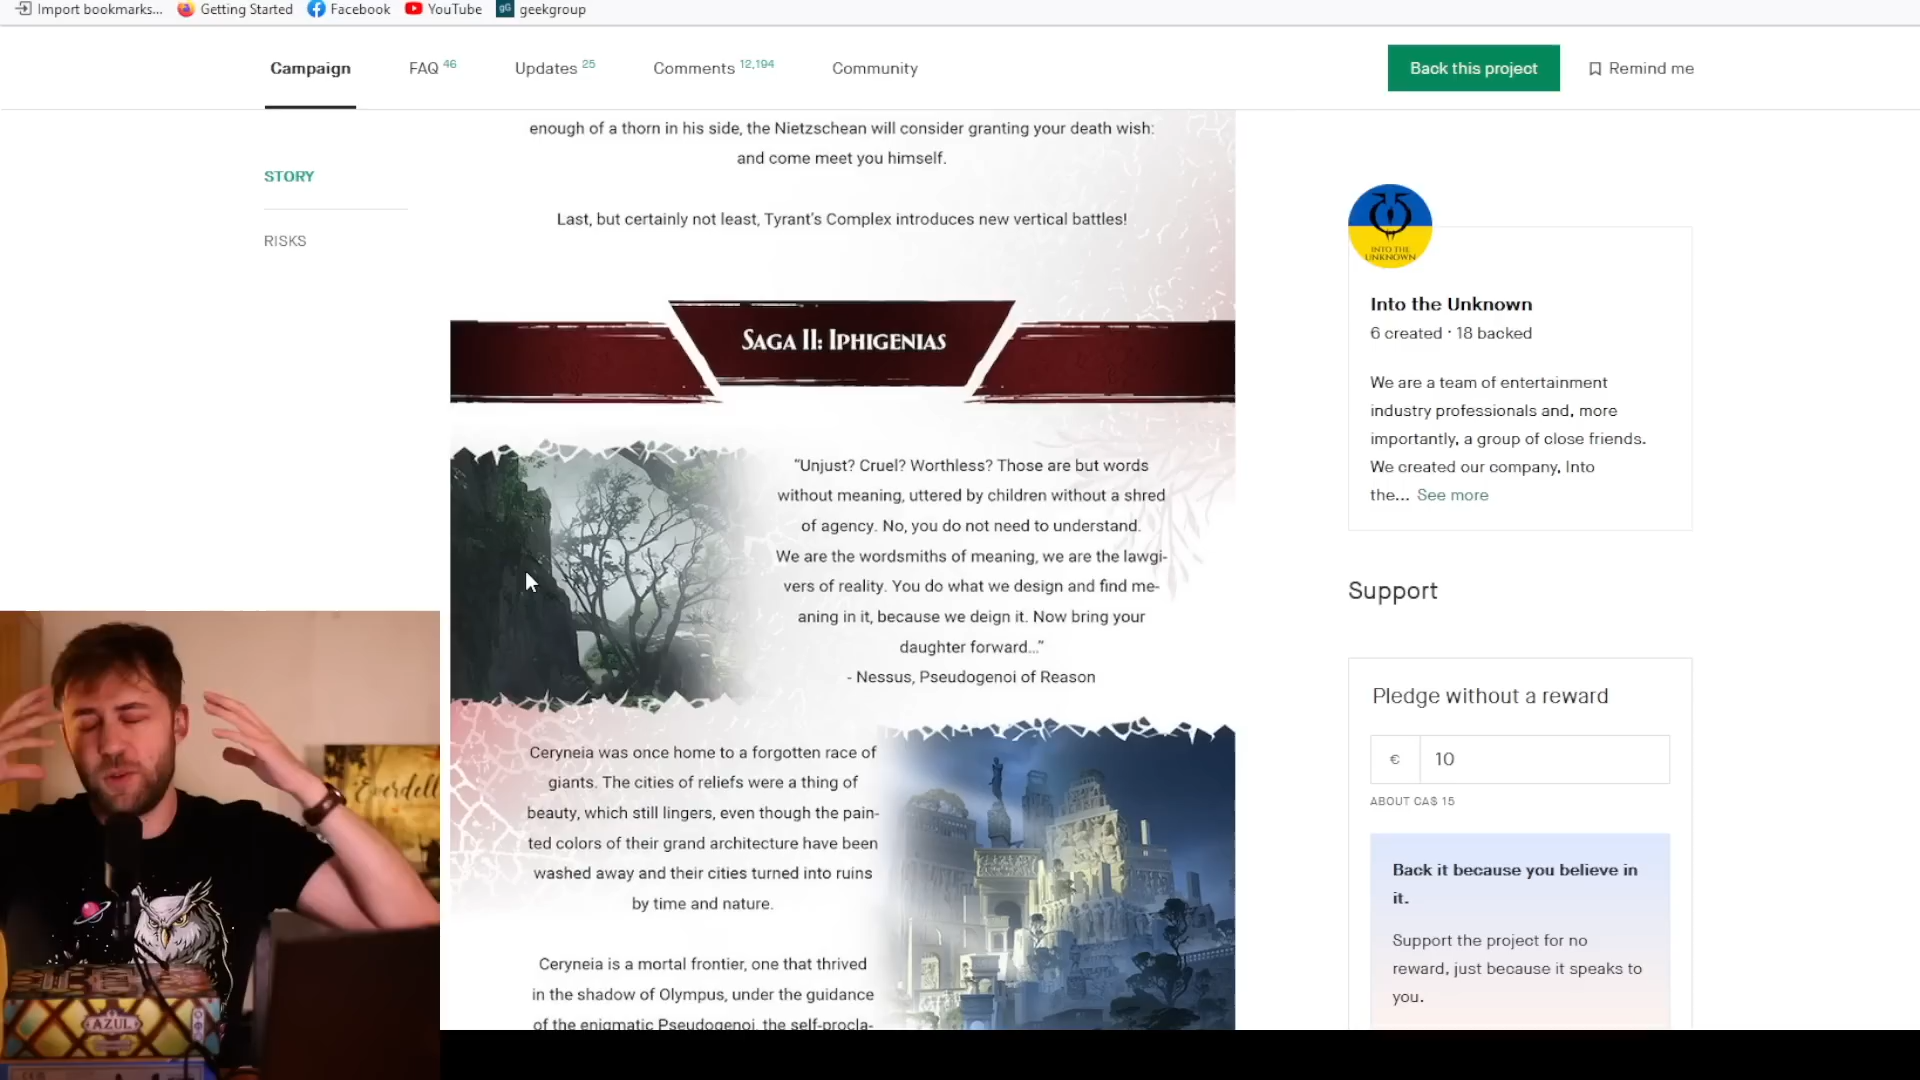 Import bookmarks...
Getting Started
Facebook
YouTube
gG geekgroup
Campaign
FAQ 46
Updates 25
Comments 12,194
Community
Back this project
Remind me
STORY
RISKS
enough of a thorn in his side, the Nietzschean will consider granting your death wish:
and come meet you himself.
Last, but certainly not least, Tyrant's Complex introduces new vertical battles!
SAGA II: IPHIGENIAS
“Unjust? Cruel? Worthless? Those are but words
without meaning, uttered by children without a shred
of agency. No, you do not need to understand.
We are the wordsmiths of meaning, we are the lawgi-
vers of reality. You do what we design and find me-
aning in it, because we deign it. Now bring your
daughter forward...”
- Nessus, Pseudogenoi of Reason
Ceryneia was once home to a forgotten race of
giants. The cities of reliefs were a thing of
beauty, which still lingers, even though the pain-
ted colors of their grand architecture have been
washed away and their cities turned into ruins
by time and nature.
Ceryneia is a mortal frontier, one that thrived
in the shadow of Olympus, under the guidance
of the enigmatic Pseudogenoi, the self-procla-
INTO THE
UNKNOWN
Into the Unknown
6 created · 18 backed
We are a team of entertainment
industry professionals and, more
importantly, a group of close friends.
We created our company, Into
the... See more
Support
Pledge without a reward
€ 10
ABOUT CA$ 15
Back it because you believe in
it.
Support the project for no
reward, just because it speaks to
you.
Everdell
AZUL